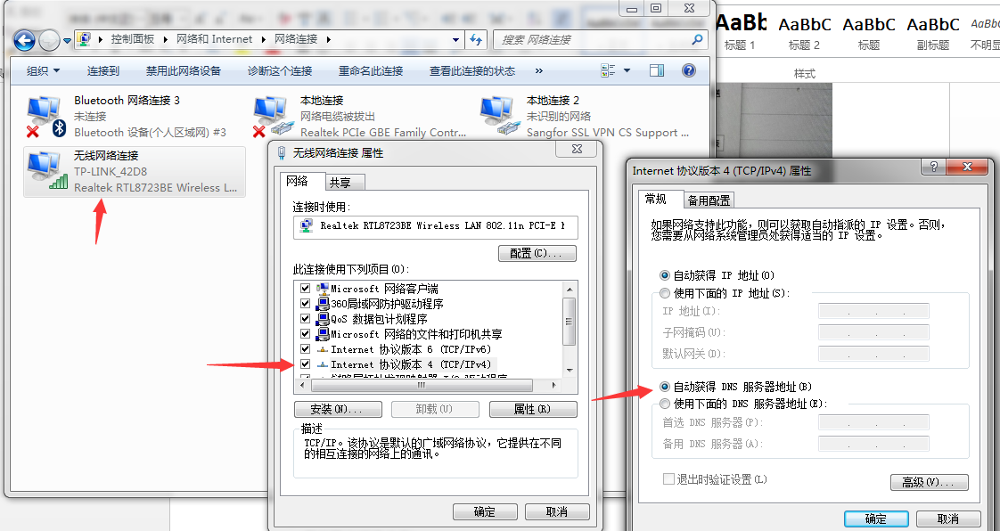 控制面板 ▸ 网络和 Internet ▸ 网络连接 ▸
搜索 网络连接
组织 连接到 禁用此网络设备 诊断这个连接 重命名此连接 查看此连接的状态 »
Bluetooth 网络连接 3
未连接
Bluetooth 设备(个人区域网) #3
本地连接
网络电缆被拔出
Realtek PCIe GBE Family Contr...
本地连接 2
未识别的网络
Sangfor SSL VPN CS Support ...
无线网络连接
TP-LINK_42D8
Realtek RTL8723BE Wireless L...
AaBb AaBbC AaBbC AaBbC AaBbC
标题 1 标题 2 标题 副标题 不明显
样式
无线网络连接 属性
网络 共享
连接时使用:
Realtek RTL8723BE Wireless LAN 802.11n PCI-E
配置(C)...
此连接使用下列项目(O):
Microsoft 网络客户端
360局域网防护驱动程序
QoS 数据包计划程序
Microsoft 网络的文件和打印机共享
Internet 协议版本 6 (TCP/IPv6)
Internet 协议版本 4 (TCP/IPv4)
安装(N)... 卸载(U) 属性(R)
描述
TCP/IP。该协议是默认的广域网络协议，它提供在不同
的相互连接的网络上的通讯。
确定 取消
Internet 协议版本 4 (TCP/IPv4) 属性
常规 备用配置
如果网络支持此功能，则可以获取自动指派的 IP 设置。否则，
您需要从网络系统管理员处获得适当的 IP 设置。
自动获得 IP 地址(O)
使用下面的 IP 地址(S):
IP 地址(I):
子网掩码(U):
默认网关(D):
自动获得 DNS 服务器地址(B)
使用下面的 DNS 服务器地址(E):
首选 DNS 服务器(P):
备用 DNS 服务器(A):
退出时验证设置(L)
高级(V)...
确定 取消